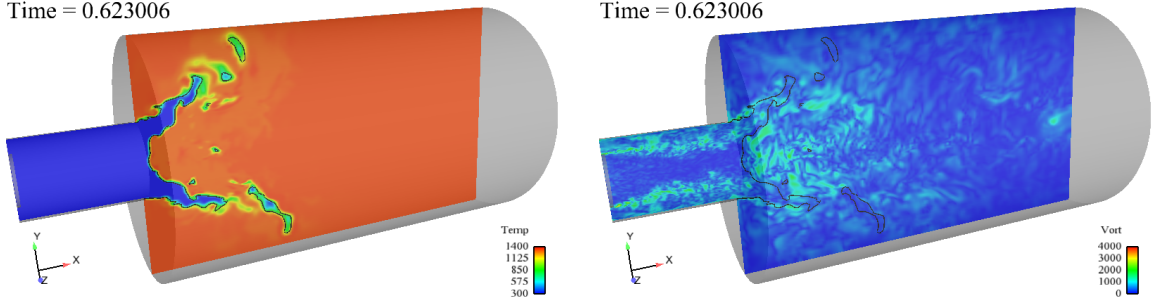 Time = 0.623006
Time = 0.623006
Temp
1400
1125
850
575
300
Y
X
Z
Vort
4000
3000
2000
1000
0
Y
X
Z